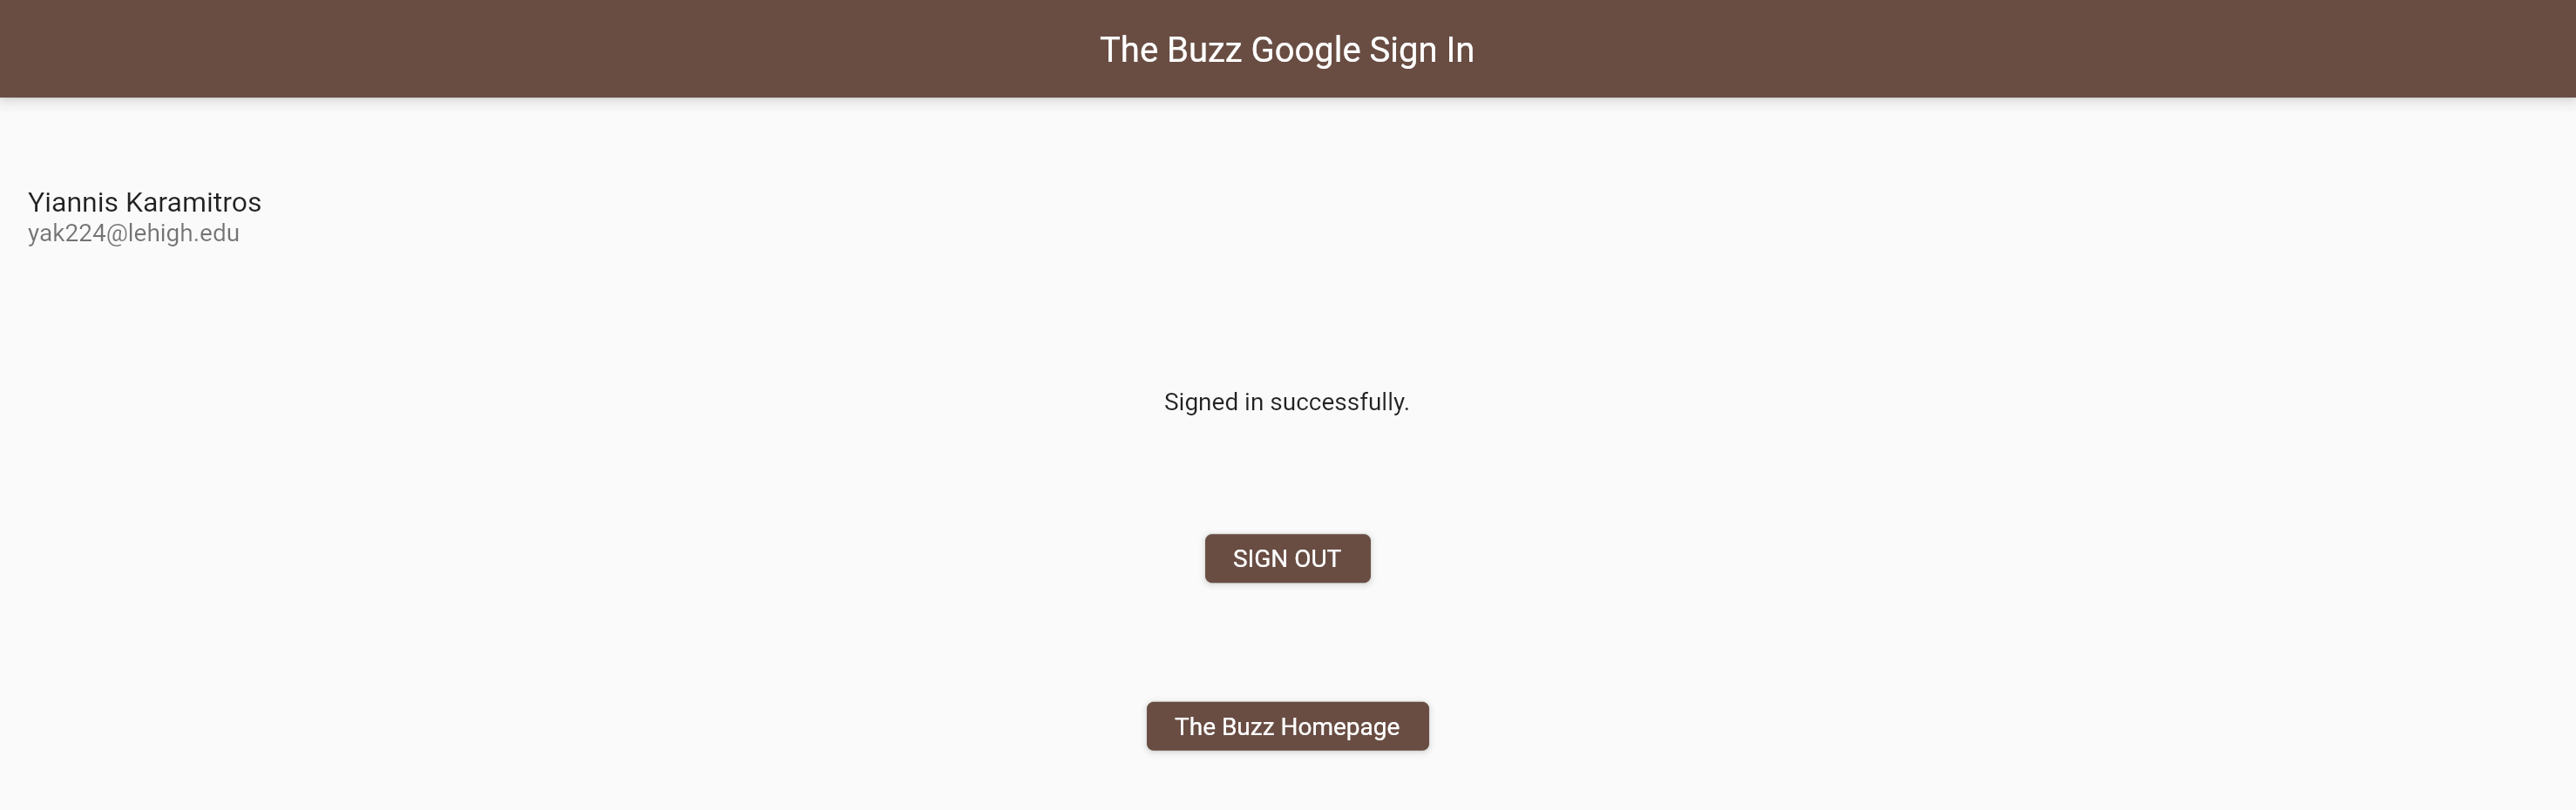 The Buzz Google Sign In
Yiannis Karamitros
yak224@lehigh.edu
Signed in successfully.
SIGN OUT
The Buzz Homepage